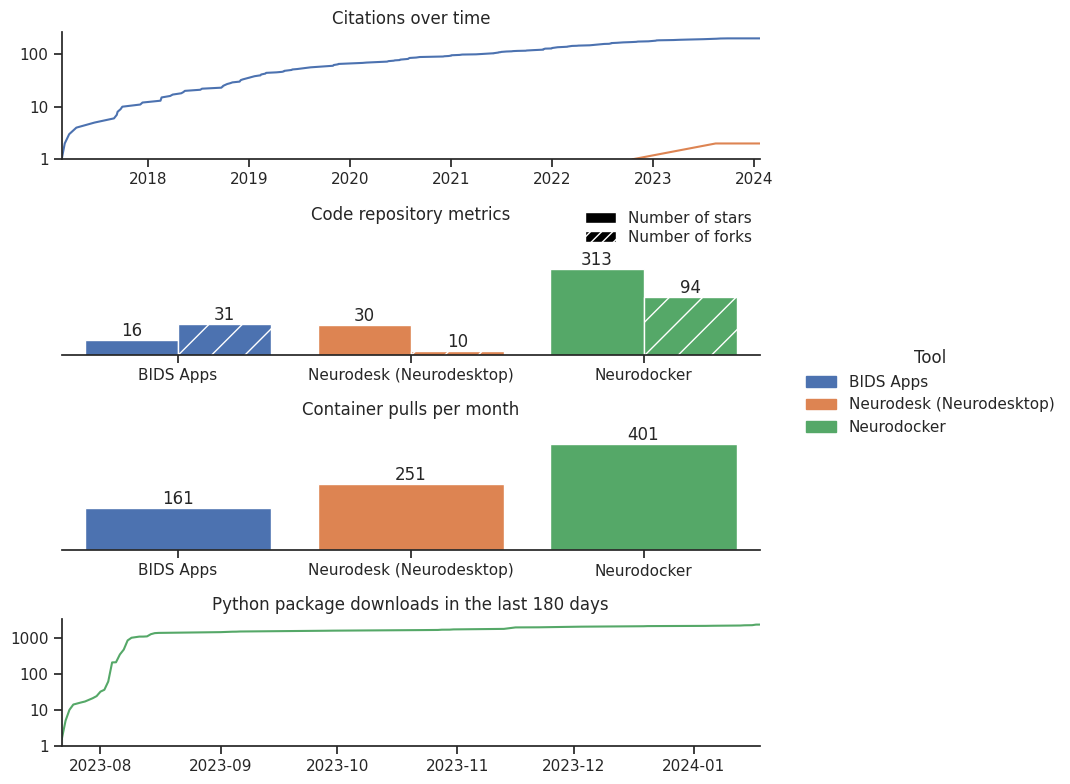 Citations over time
100
10
1
2018 2019 2020 2021 2022 2023 2024
Code repository metrics
Number of stars
Number of forks
16 31 30 10 313 94
BIDS Apps Neurodesk (Neurodesktop) Neurodocker
Container pulls per month
161 251 401
BIDS Apps Neurodesk (Neurodesktop) Neurodocker
Python package downloads in the last 180 days
1000
100
10
1
2023-08 2023-09 2023-10 2023-11 2023-12 2024-01
Tool
BIDS Apps
Neurodesk (Neurodesktop)
Neurodocker